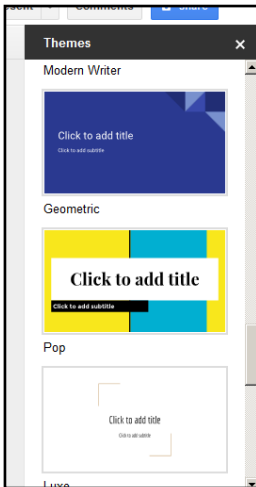 Comments
Share
Themes
×
Modern Writer
Click to add title
Click to add subtitle
Geometric
Click to add title
Click to add subtitle
Pop
Click to add title
Click to add subtitle
Luxe